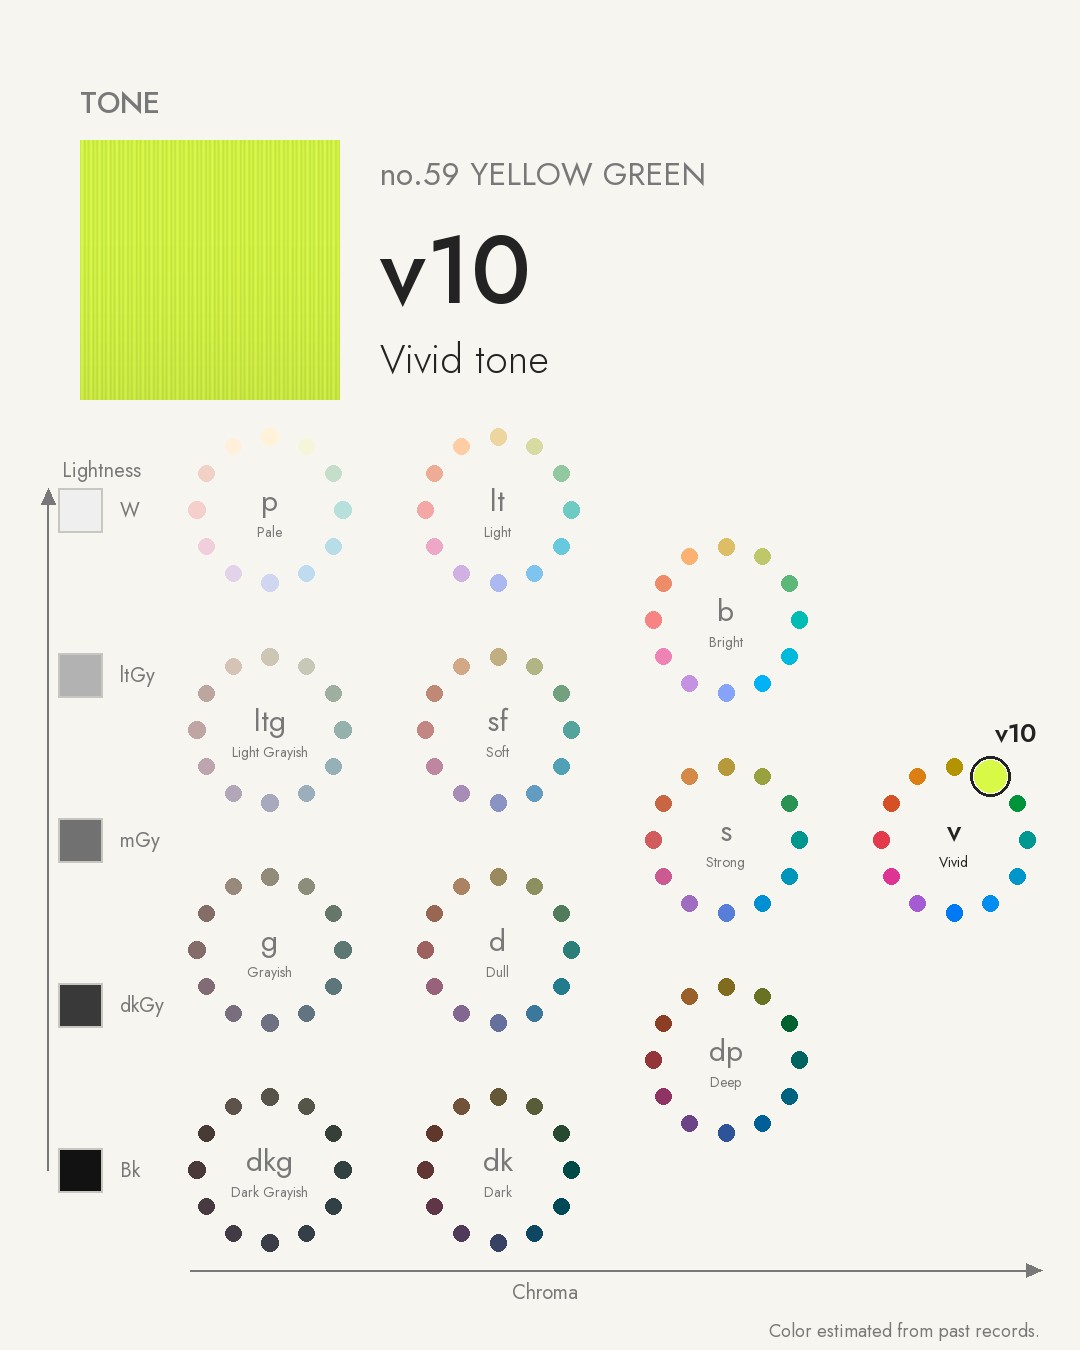 TONE
no.59 YELLOW GREEN
v10
Vivid tone
Lightness
W
ltGy
mGy
dkGy
Bk
p
Pale
lt
Light
b
Bright
ltg
Light Grayish
sf
Soft
v10
s
Strong
v
Vivid
g
Grayish
d
Dull
dp
Deep
dkg
Dark Grayish
dk
Dark
Chroma
Color estimated from past records.